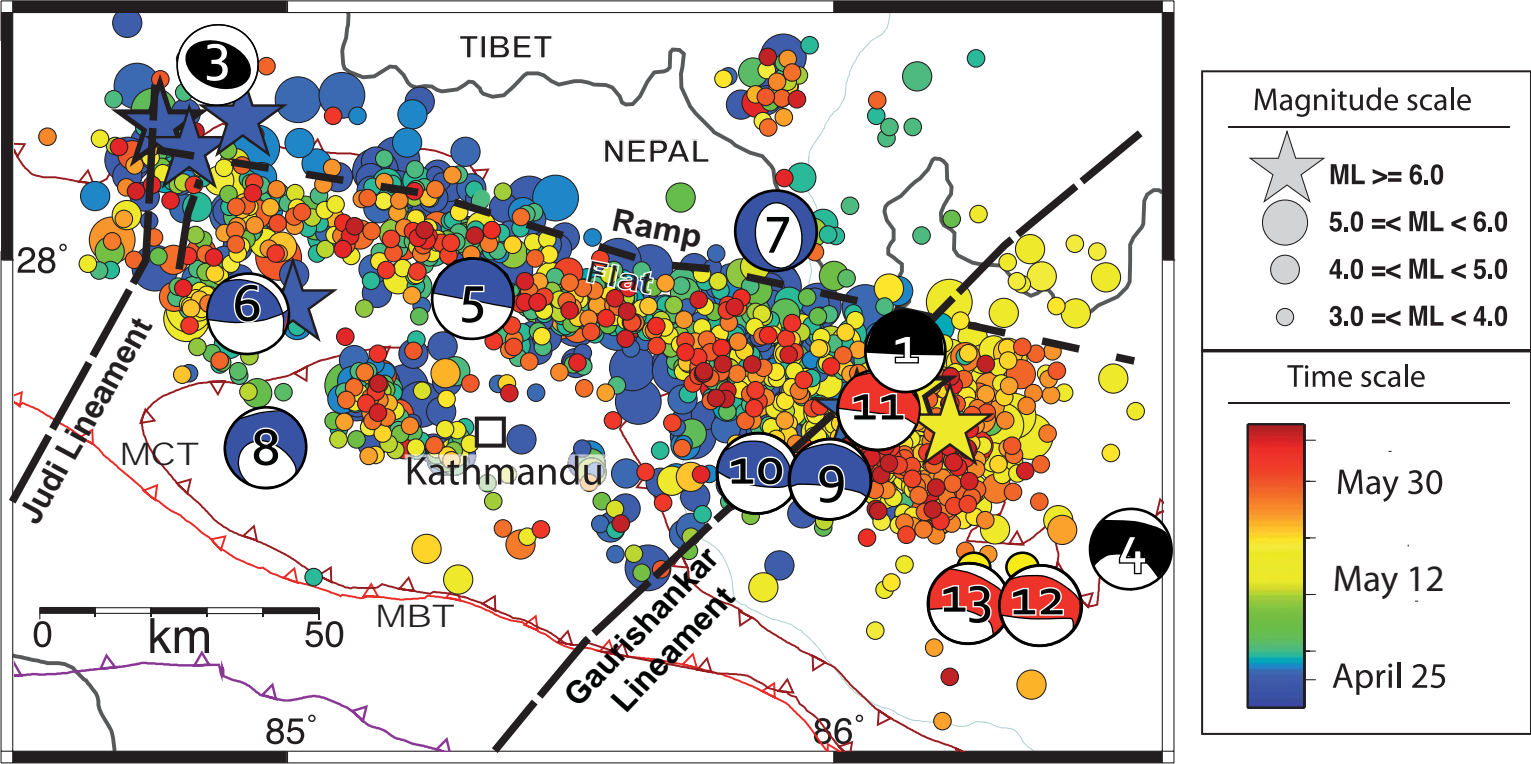 TIBET
3
NEPAL
Ramp
7
28°
Flat
6
5
1
11
Judi Lineament
MCT
8
Kathmandu
10
9
4
13
12
MBT
Gaurishankar
Lineament
0 km 50
85°
86°
Magnitude scale
ML >= 6.0
5.0 =< ML < 6.0
4.0 =< ML < 5.0
3.0 =< ML < 4.0
Time scale
May 30
May 12
April 25